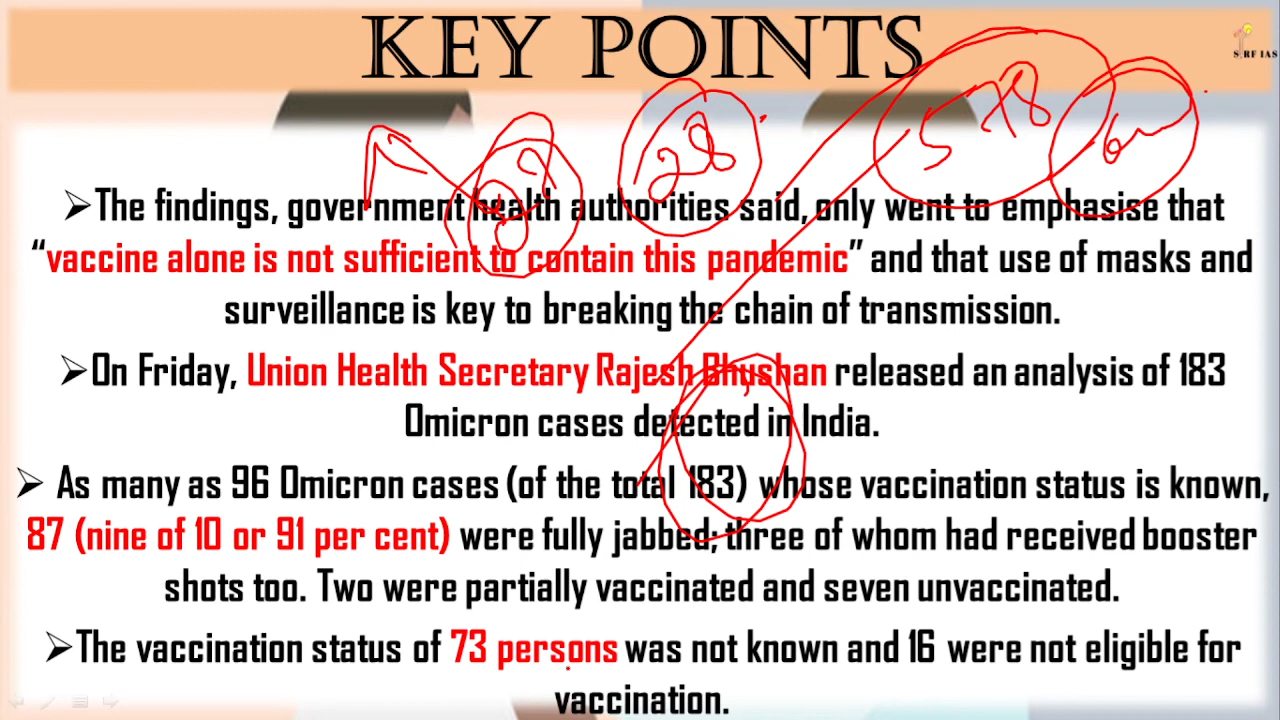 KEY POINTS
S RF IAS
578
60
28
➢The findings, government health authorities said, only went to emphasise that
“vaccine alone is not sufficient to contain this pandemic” and that use of masks and
surveillance is key to breaking the chain of transmission.
➢On Friday, Union Health Secretary Rajesh Bhushan released an analysis of 183
Omicron cases detected in India.
➢ As many as 96 Omicron cases (of the total 183) whose vaccination status is known,
87 (nine of 10 or 91 per cent) were fully jabbed; three of whom had received booster
shots too. Two were partially vaccinated and seven unvaccinated.
➢The vaccination status of 73 persons was not known and 16 were not eligible for
vaccination.